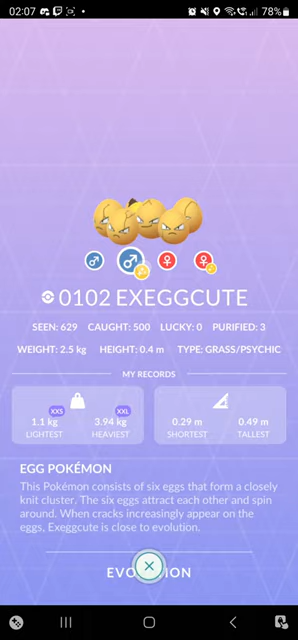 02:07 78%
0102 EXEGGCUTE
SEEN: 629 CAUGHT: 500 LUCKY: 0 PURIFIED: 3
WEIGHT: 2.5 kg HEIGHT: 0.4 m TYPE: GRASS/PSYCHIC
MY RECORDS
XXS XXL
1.1 kg 3.94 kg 0.29 m 0.49 m
LIGHTEST HEAVIEST SHORTEST TALLEST
EGG POKÉMON
This Pokémon consists of six eggs that form a closely
knit cluster. The six eggs attract each other and spin
around. When cracks increasingly appear on the
eggs, Exeggcute is close to evolution.